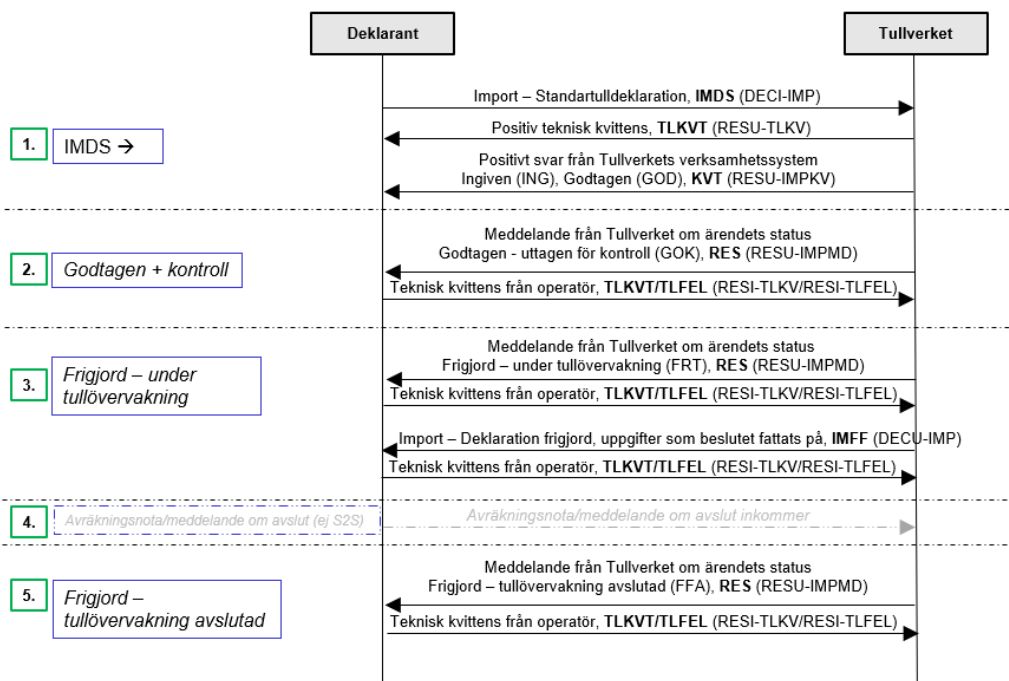 Deklarant
Tullverket
Import – Standartulldeklaration, IMDS (DECI-IMP)
Positiv teknisk kvittens, TLKVT (RESU-TLKV)
1.
IMDS →
Positivt svar från Tullverkets verksamhetssystem
Ingiven (ING), Godtagen (GOD), KVT (RESU-IMPKV)
Meddelande från Tullverket om ärendets status
Godtagen - uttagen för kontroll (GOK), RES (RESU-IMPMD)
2.
Godtagen + kontroll
Teknisk kvittens från operatör, TLKVT/TLFEL (RESI-TLKV/RESI-TLFEL)
Meddelande från Tullverket om ärendets status
Frigjord – under tullövervakning (FRT), RES (RESU-IMPMD)
3.
Frigjord – under
tullövervakning
Teknisk kvittens från operatör, TLKVT/TLFEL (RESI-TLKV/RESI-TLFEL)
Import – Deklaration frigjord, uppgifter som beslutet fattats på, IMFF (DECU-IMP)
Teknisk kvittens från operatör, TLKVT/TLFEL (RESI-TLKV/RESI-TLFEL)
4.
Avräkningsnota/meddelande om avslut (ej S2S)
Avräkningsnota/meddelande om avslut inkommer
Meddelande från Tullverket om ärendets status
Frigjord – tullövervakning avslutad (FFA), RES (RESU-IMPMD)
5.
Frigjord –
tullövervakning avslutad
Teknisk kvittens från operatör, TLKVT/TLFEL (RESI-TLKV/RESI-TLFEL)